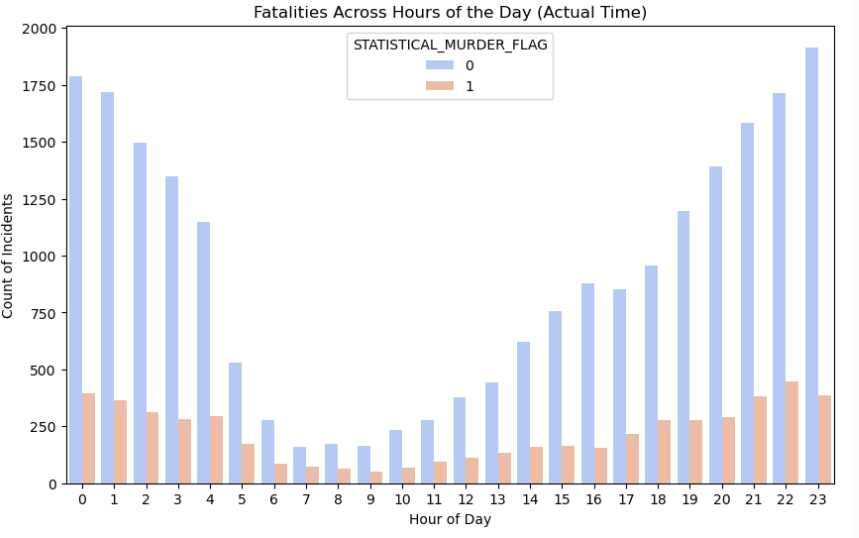 Fatalities Across Hours of the Day (Actual Time)
2000
1750
1500
1250
1000
750
500
250
0
Count of Incidents
STATISTICAL_MURDER_FLAG
0
1
0 1 2 3 4 5 6 7 8 9 10 11 12 13 14 15 16 17 18 19 20 21 22 23
Hour of Day